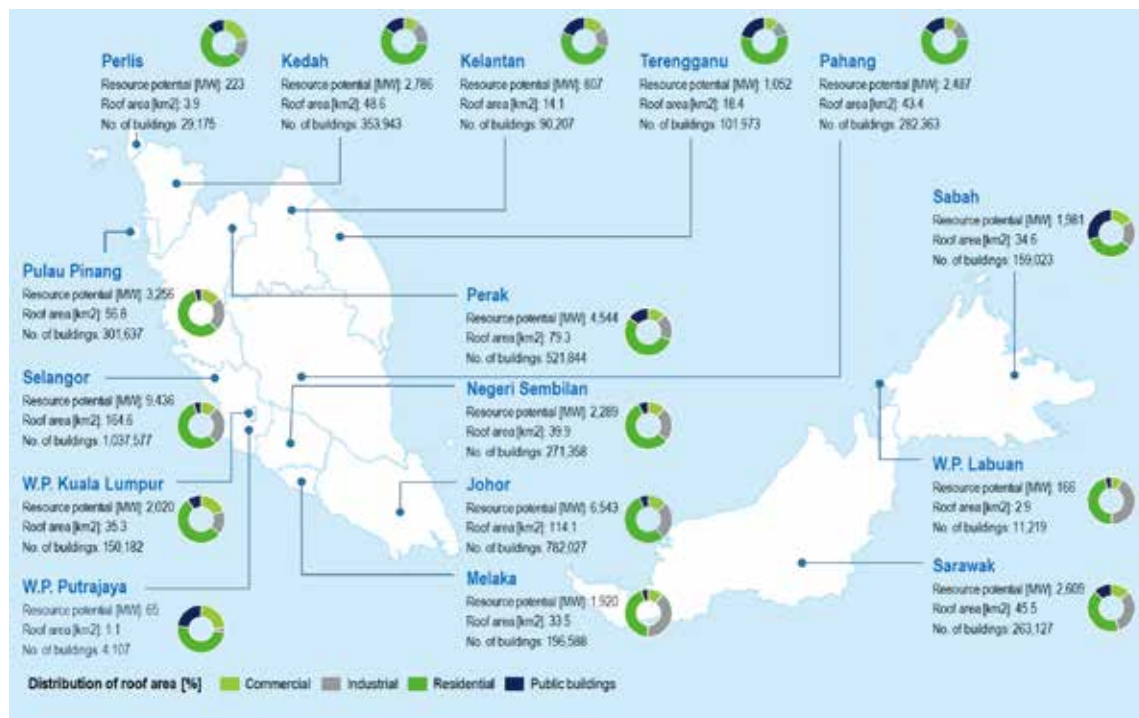 Perlis
Resource potential [MW]: 223
Roof area [km2]: 3.9
No. of buildings: 29,175
Kedah
Resource potential [MW]: 2,786
Roof area [km2]: 48.6
No. of buildings: 353,943
Kelantan
Resource potential [MW]: 807
Roof area [km2]: 14.1
No. of buildings: 90,207
Terengganu
Resource potential [MW]: 1,052
Roof area [km2]: 18.4
No. of buildings: 101,973
Pahang
Resource potential [MW]: 2,487
Roof area [km2]: 43.4
No. of buildings: 282,363
Sabah
Resource potential [MW]: 1,981
Roof area [km2]: 34.6
No. of buildings: 159,023
Pulau Pinang
Resource potential [MW]: 3,256
Roof area [km2]: 56.8
No. of buildings: 301,637
Perak
Resource potential [MW]: 4,544
Roof area [km2]: 79.3
No. of buildings: 521,844
Selangor
Resource potential [MW]: 9,436
Roof area [km2]: 164.6
No. of buildings: 1,037,577
Negeri Sembilan
Resource potential [MW]: 2,289
Roof area [km2]: 39.9
No. of buildings: 271,358
W.P. Kuala Lumpur
Resource potential [MW]: 2,020
Roof area [km2]: 35.3
No. of buildings: 150,182
Johor
Resource potential [MW]: 6,543
Roof area [km2]: 114.1
No. of buildings: 782,027
W.P. Labuan
Resource potential [MW]: 166
Roof area [km2]: 2.9
No. of buildings: 11,219
W.P. Putrajaya
Resource potential [MW]: 65
Roof area [km2]: 1.1
No. of buildings: 4,107
Melaka
Resource potential [MW]: 1,920
Roof area [km2]: 33.5
No. of buildings: 196,588
Sarawak
Resource potential [MW]: 2,609
Roof area [km2]: 45.5
No. of buildings: 263,127
Distribution of roof area [%] Commercial Industrial Residential Public buildings